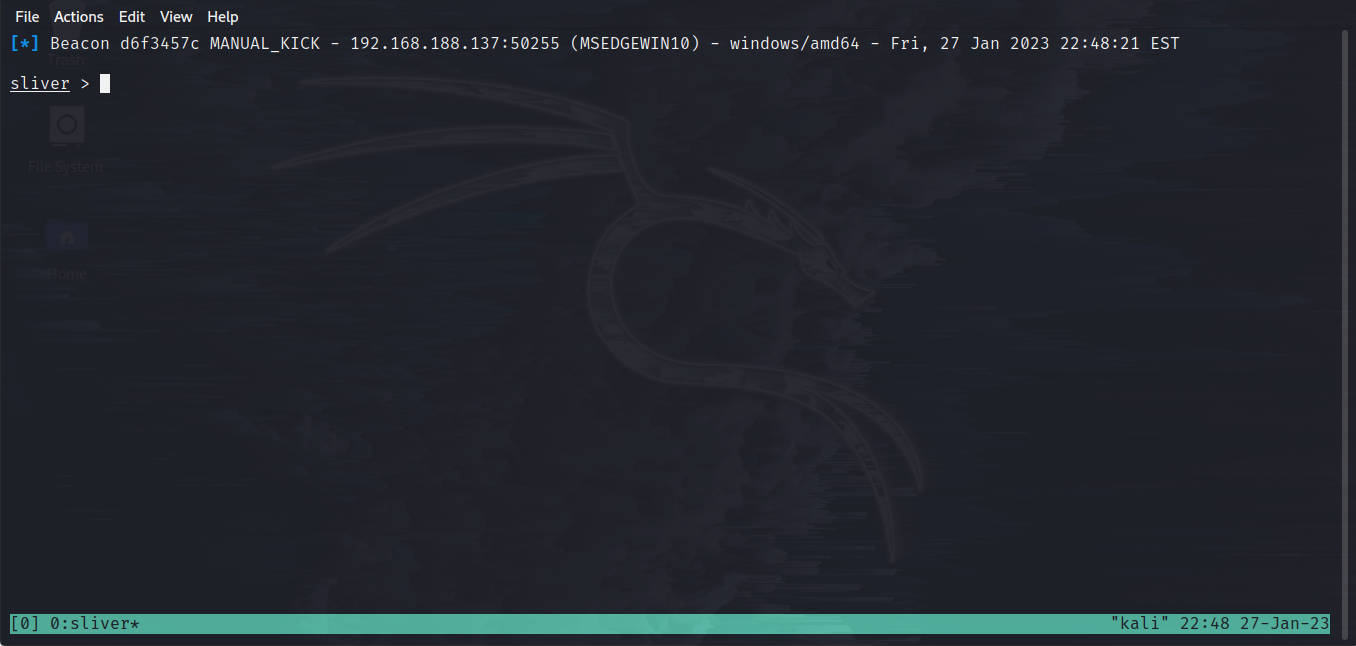 File Actions Edit View Help
[*] Beacon d6f3457c MANUAL_KICK - 192.168.188.137:50255 (MSEDGEWIN10) - windows/amd64 - Fri, 27 Jan 2023 22:48:21 EST
Trash
sliver >
File System
Home
[0] 0:sliver* "kali" 22:48 27-Jan-23